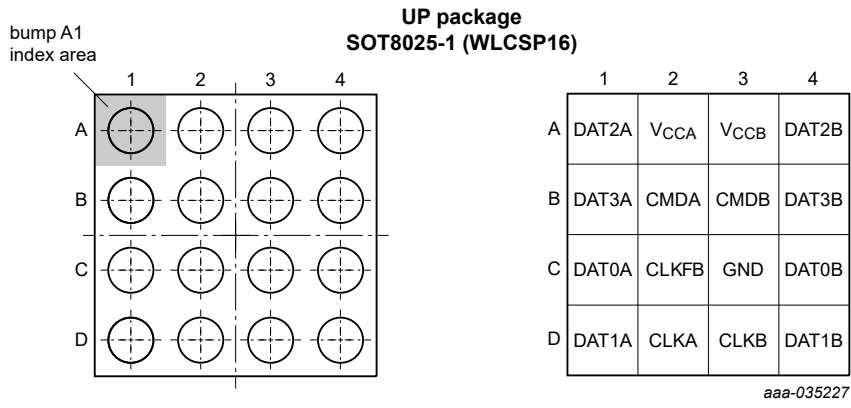 UP package
SOT8025-1 (WLCSP16)
bump A1
index area
1 2 3 4
A
B
C
D
1 2 3 4
A DAT2A VCCA VCCB DAT2B
B DAT3A CMDA CMDB DAT3B
C DAT0A CLKFB GND DAT0B
D DAT1A CLKA CLKB DAT1B
aaa-035227